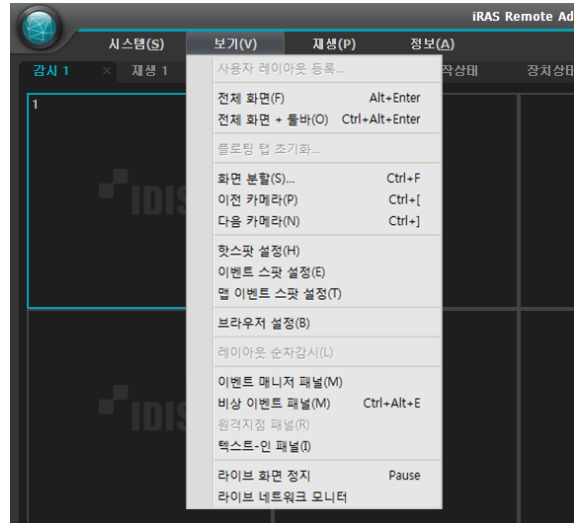 iRAS Remote Ad
시스템(S) 보기(V) 재생(P) 정보(A)
감시 1 × 재생 1 작상태 장치상태
1
사용자 레이아웃 등록...
전체 화면(F) Alt+Enter
전체 화면 + 툴바(O) Ctrl+Alt+Enter
플로팅 탭 초기화...
화면 분할(S)... Ctrl+F
이전 카메라(P) Ctrl+[
다음 카메라(N) Ctrl+]
핫스팟 설정(H)
이벤트 스팟 설정(E)
맵 이벤트 스팟 설정(T)
브라우저 설정(B)
레이아웃 순차감시(L)
이벤트 매니저 패널(M)
비상 이벤트 패널(M) Ctrl+Alt+E
원격지점 패널(R)
텍스트-인 패널(I)
라이브 화면 정지 Pause
라이브 네트워크 모니터
IDIS
IDIS